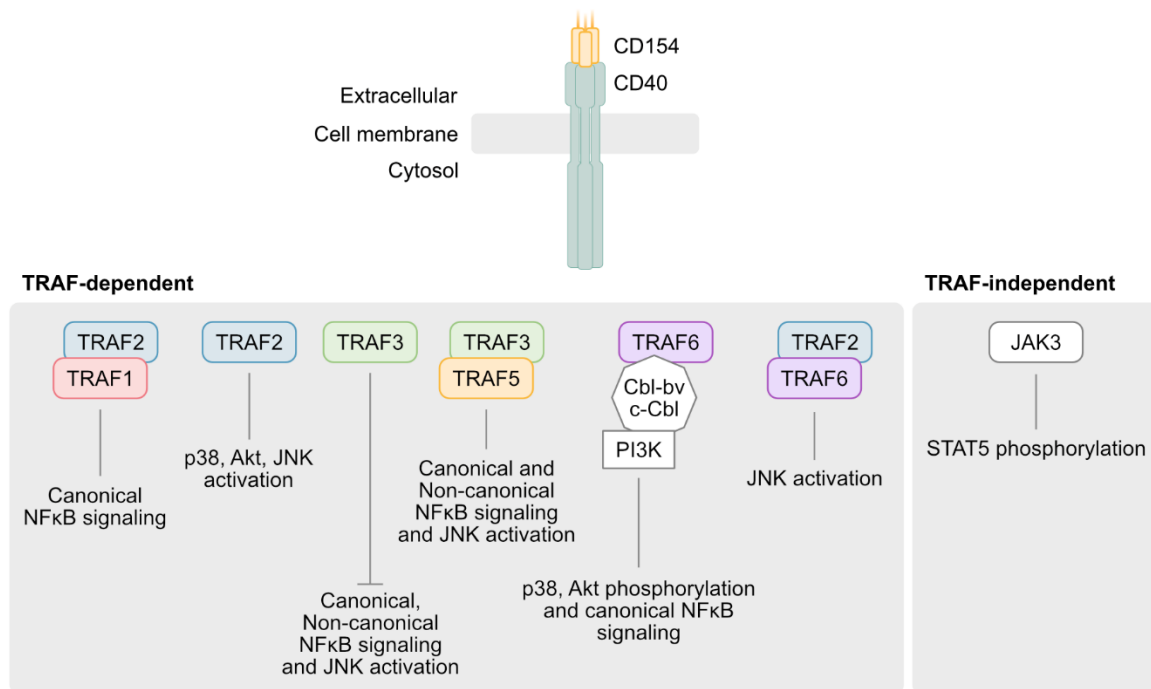 CD154
CD40
Extracellular
Cell membrane
Cytosol
TRAF-dependent
TRAF2
TRAF1
Canonical
NFκB signaling
TRAF2
p38, Akt, JNK
activation
TRAF3
Canonical,
Non-canonical
NFκB signaling
and JNK activation
TRAF3
TRAF5
Canonical and
Non-canonical
NFκB signaling
and JNK activation
TRAF6
Cbl-bv
c-Cbl
PI3K
p38, Akt phosphorylation
and canonical NFκB
signaling
TRAF2
TRAF6
JNK activation
TRAF-independent
JAK3
STAT5 phosphorylation